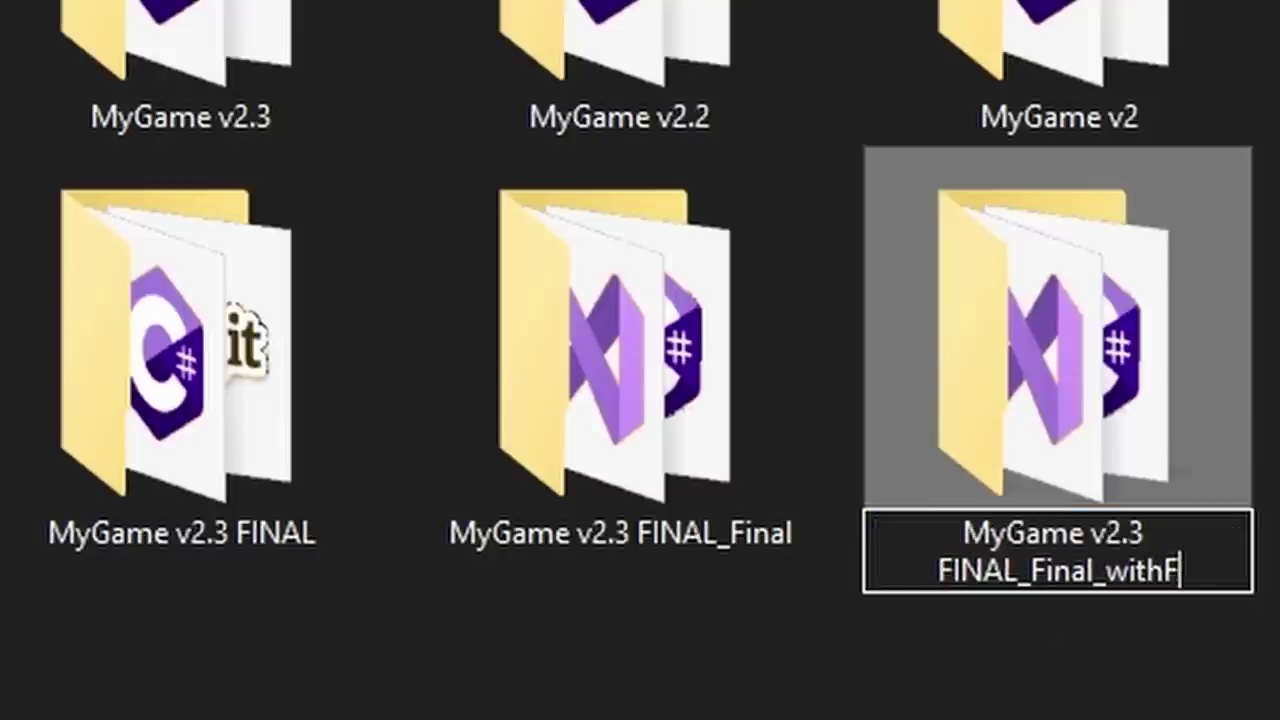 MyGame v2.3
MyGame v2.2
MyGame v2
C#
it
#
#
MyGame v2.3 FINAL
MyGame v2.3 FINAL_Final
MyGame v2.3
FINAL_Final_withF